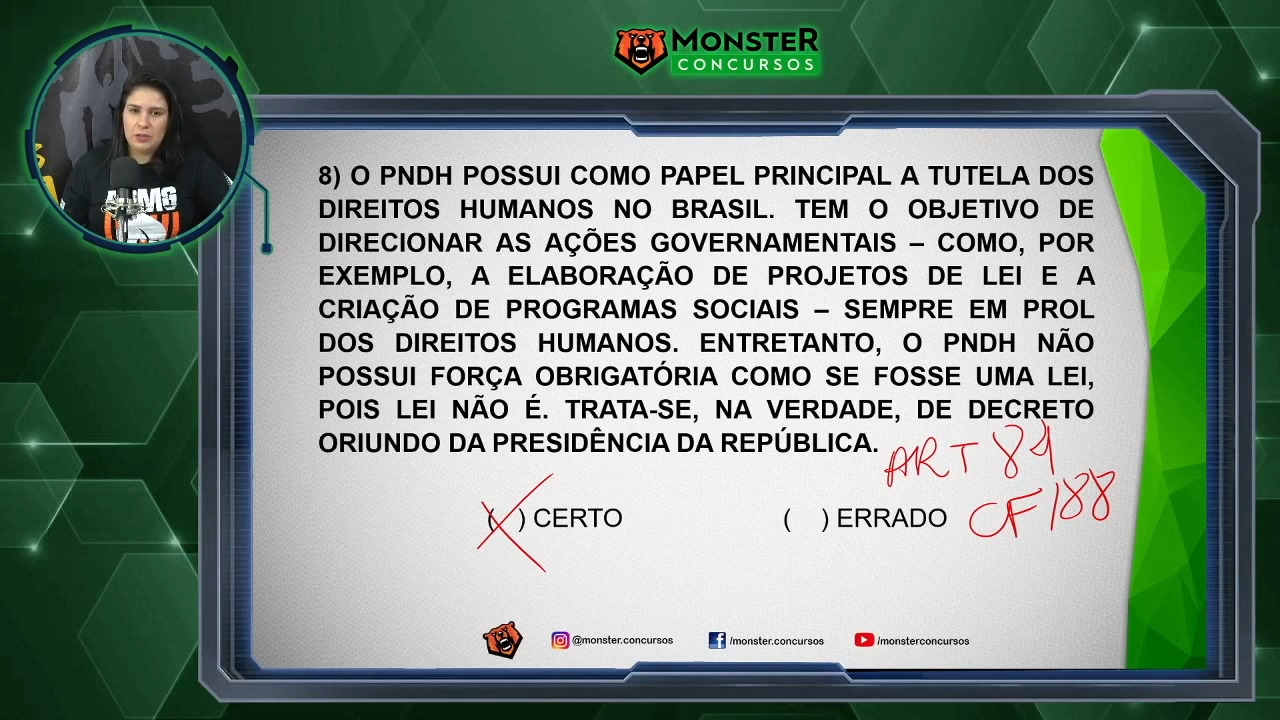 MONSTER
CONCURSOS
8) O PNDH POSSUI COMO PAPEL PRINCIPAL A TUTELA DOS
DIREITOS HUMANOS NO BRASIL. TEM O OBJETIVO DE
DIRECIONAR AS AÇÕES GOVERNAMENTAIS – COMO, POR
EXEMPLO, A ELABORAÇÃO DE PROJETOS DE LEI E A
CRIAÇÃO DE PROGRAMAS SOCIAIS – SEMPRE EM PROL
DOS DIREITOS HUMANOS. ENTRETANTO, O PNDH NÃO
POSSUI FORÇA OBRIGATÓRIA COMO SE FOSSE UMA LEI,
POIS LEI NÃO É. TRATA-SE, NA VERDADE, DE DECRETO
ORIUNDO DA PRESIDÊNCIA DA REPÚBLICA.
ART 84
CF/88
( ) CERTO ( ) ERRADO
@monster.concursos /monster.concursos /monsterconcursos